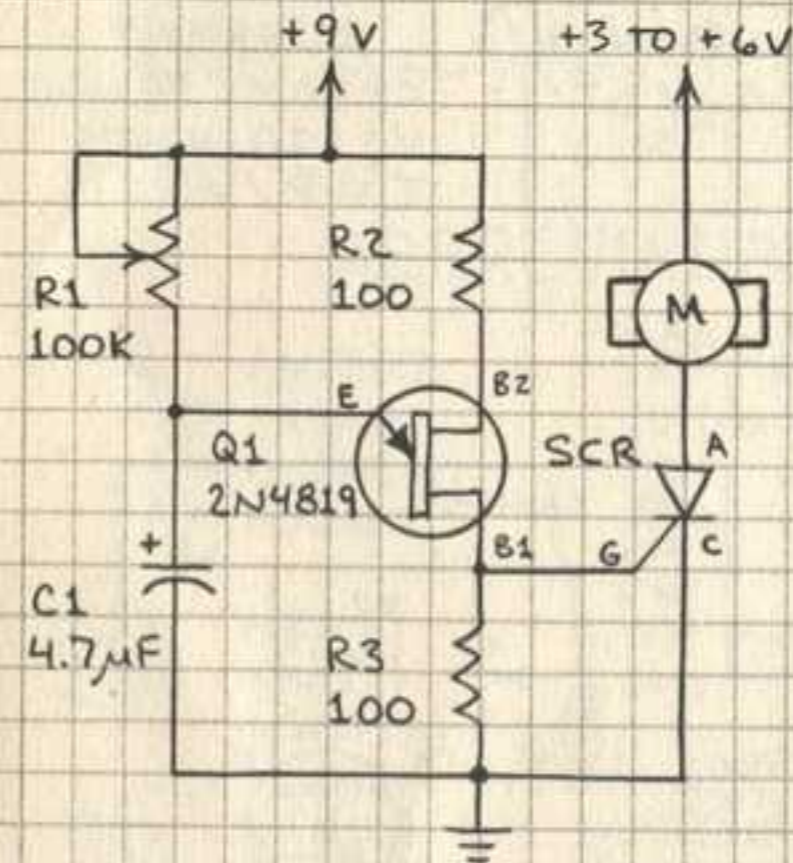 +9V
+3 TO +6V
R1
100K
R2
100
M
E
B2
Q1
2N4819
SCR
A
B1
G
C
+
C1
4.7µF
R3
100